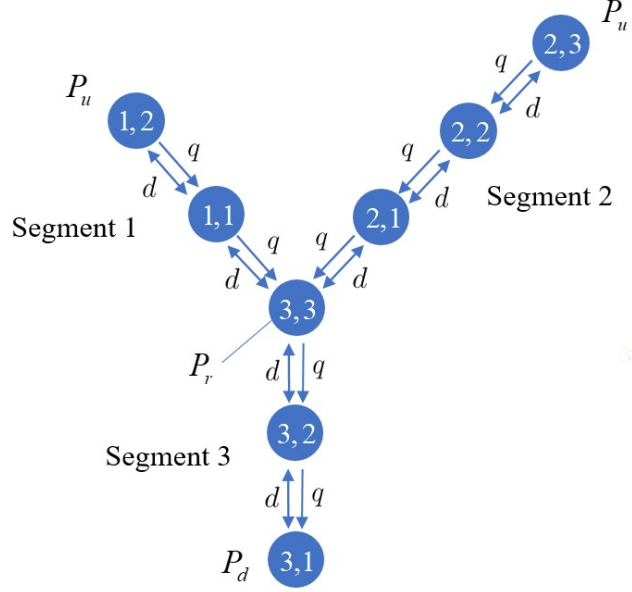 P_u
2,3
q
d
P_u
1,2
q
d
2,2
q
d
Segment 2
Segment 1
1,1
q
d
2,1
q
d
3,3
P_r
d
q
3,2
Segment 3
d
q
P_d
3,1